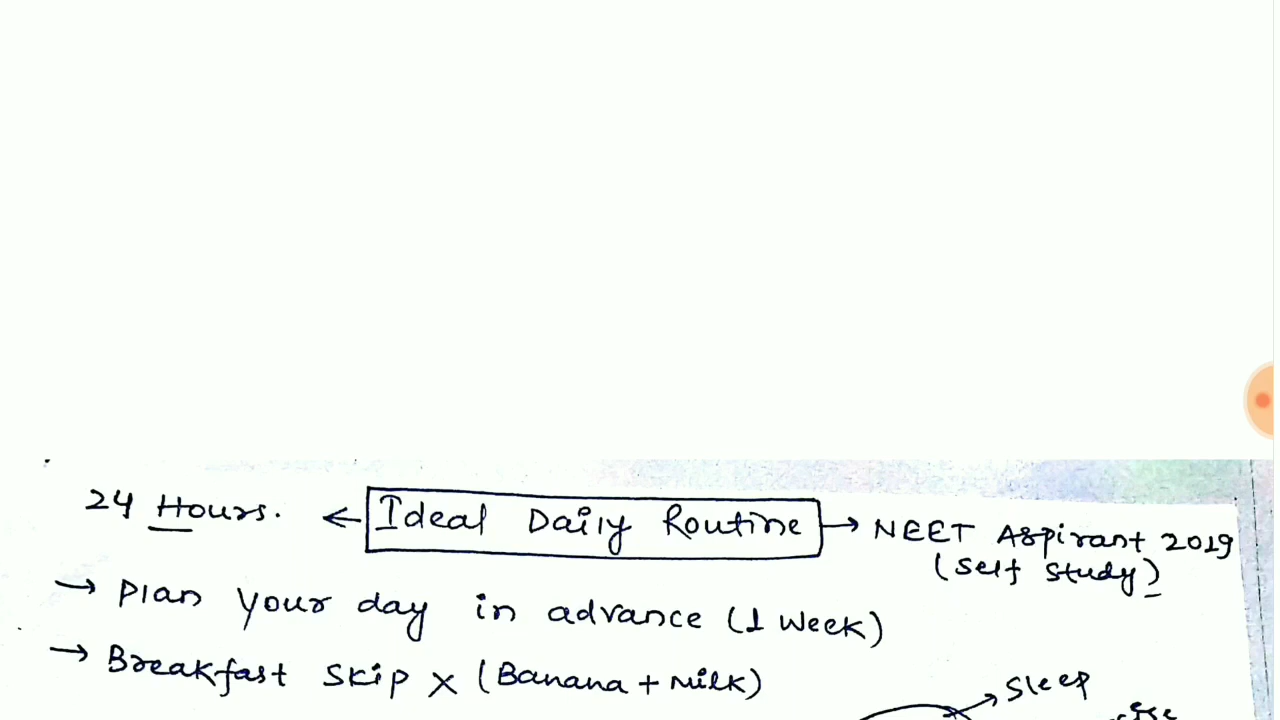 24 Hours. ← Ideal Daily Routine → NEET Aspirant 2019
(Self Study)
→ Plan your day in advance (1 Week)
→ Breakfast Skip × (Banana + Milk)
Sleep